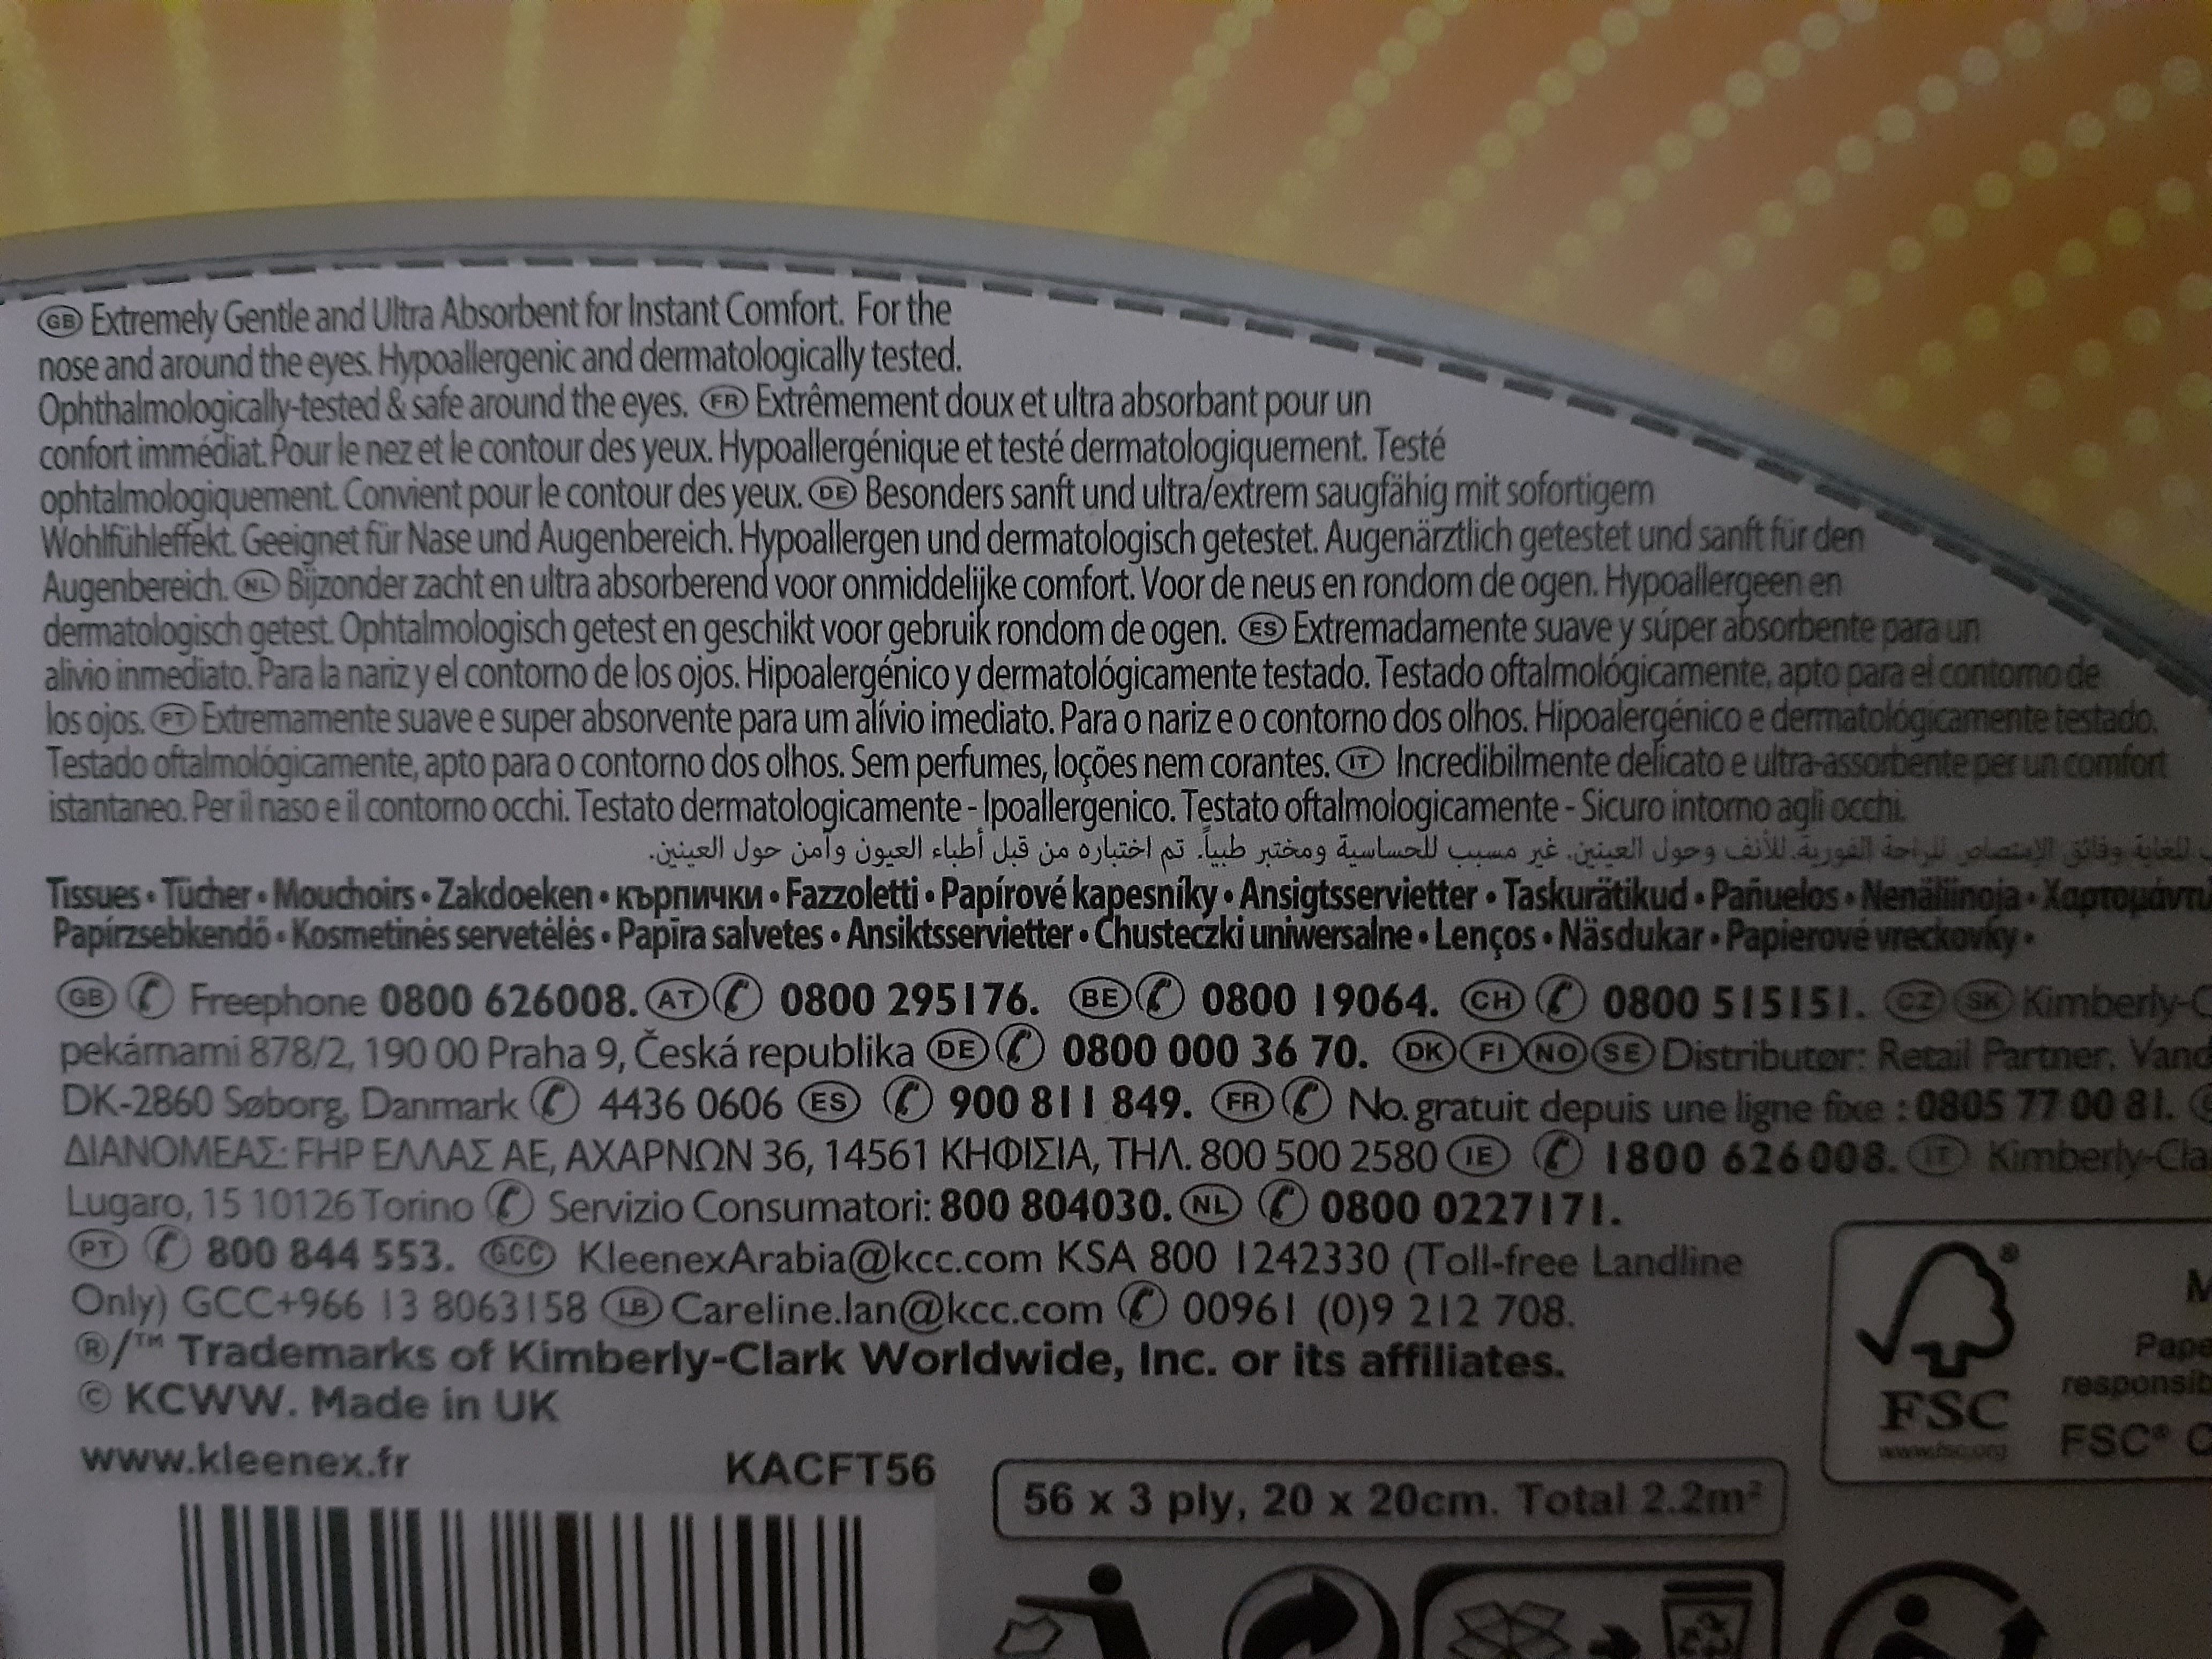 GB Extremely Gentle and Ultra Absorbent for Instant Comfort. For the
nose and around the eyes. Hypoallergenic and dermatologically tested.
Ophthalmologically-tested & safe around the eyes. FR Extrêmement doux et ultra absorbant pour un
confort immédiat. Pour le nez et le contour des yeux. Hypoallergénique et testé dermatologiquement. Testé
ophtalmologiquement. Convient pour le contour des yeux. DE Besonders sanft und ultra/extrem saugfähig mit sofortigem
Wohlfühleffekt. Geeignet für Nase und Augenbereich. Hypoallergen und dermatologisch getestet. Augenärztlich getestet und sanft für den
Augenbereich. NL Bijzonder zacht en ultra absorberend voor onmiddelijke comfort. Voor de neus en rondom de ogen. Hypoallergeen en
dermatologisch getest. Ophtalmologisch getest en geschikt voor gebruik rondom de ogen. ES Extremadamente suave y súper absorbente para un
alivio inmediato. Para la nariz y el contorno de los ojos. Hipoalergénico y dermatológicamente testado. Testado oftalmológicamente, apto para el contorno de
los ojos. PT Extremamente suave e super absorvente para um alívio imediato. Para o nariz e o contorno dos olhos. Hipoalergénico e dermatológicamente testado.
Testado oftalmológicamente, apto para o contorno dos olhos. Sem perfumes, loções nem corantes. IT Incredibilmente delicato e ultra-assorbente per un comfort
istantaneo. Per il naso e il contorno occhi. Testato dermatologicamente - Ipoallergenico. Testato oftalmologicamente - Sicuro intorno agli occhi.
للغاية وفائق الإمتصاص للراحة الفورية. للأنف وحول العينين. غير مسبب للحساسية ومختبر طبياً. تم اختباره من قبل أطباء العيون وآمن حول العينين.
Tissues • Tücher • Mouchoirs • Zakdoeken • кърпички • Fazzoletti • Papírové kapesníky • Ansigtsservietter • Taskurätikud • Pañuelos • Nenäliinoja • Χαρτομάντι
Papírzsebkendő • Kosmetinės servetėlės • Papīra salvetes • Ansiktsservietter • Chusteczki uniwersalne • Lenços • Näsdukar • Papierové vreckovky •
GB Freephone 0800 626008. AT 0800 295176. BE 0800 19064. CH 0800 515151. CZ SK Kimberly-C
pekárnami 878/2, 190 00 Praha 9, Česká republika DE 0800 000 36 70. DK FI NO SE Distributør: Retail Partner. Vand
DK-2860 Søborg, Danmark 4436 0606 ES 900 811 849. FR No. gratuit depuis une ligne fixe : 0805 77 00 81.
ΔΙΑΝΟΜΕΑΣ: FHP ΕΛΛΑΣ ΑΕ, ΑΧΑΡΝΩΝ 36, 14561 ΚΗΦΙΣΙΑ, ΤΗΛ. 800 500 2580 IE 1800 626008. IT Kimberly-Cla
Lugaro, 15 10126 Torino Servizio Consumatori: 800 804030. NL 0800 0227171.
PT 800 844 553. GCC KleenexArabia@kcc.com KSA 800 1242330 (Toll-free Landline
Only) GCC+966 13 8063158 LB Careline.lan@kcc.com 00961 (0)9 212 708.
®/™ Trademarks of Kimberly-Clark Worldwide, Inc. or its affiliates.
© KCWW. Made in UK
www.kleenex.fr
KACFT56
56 x 3 ply, 20 x 20cm. Total 2.2m²
®
FSC
www.fsc.org
M
Pape
responsib
FSC® C